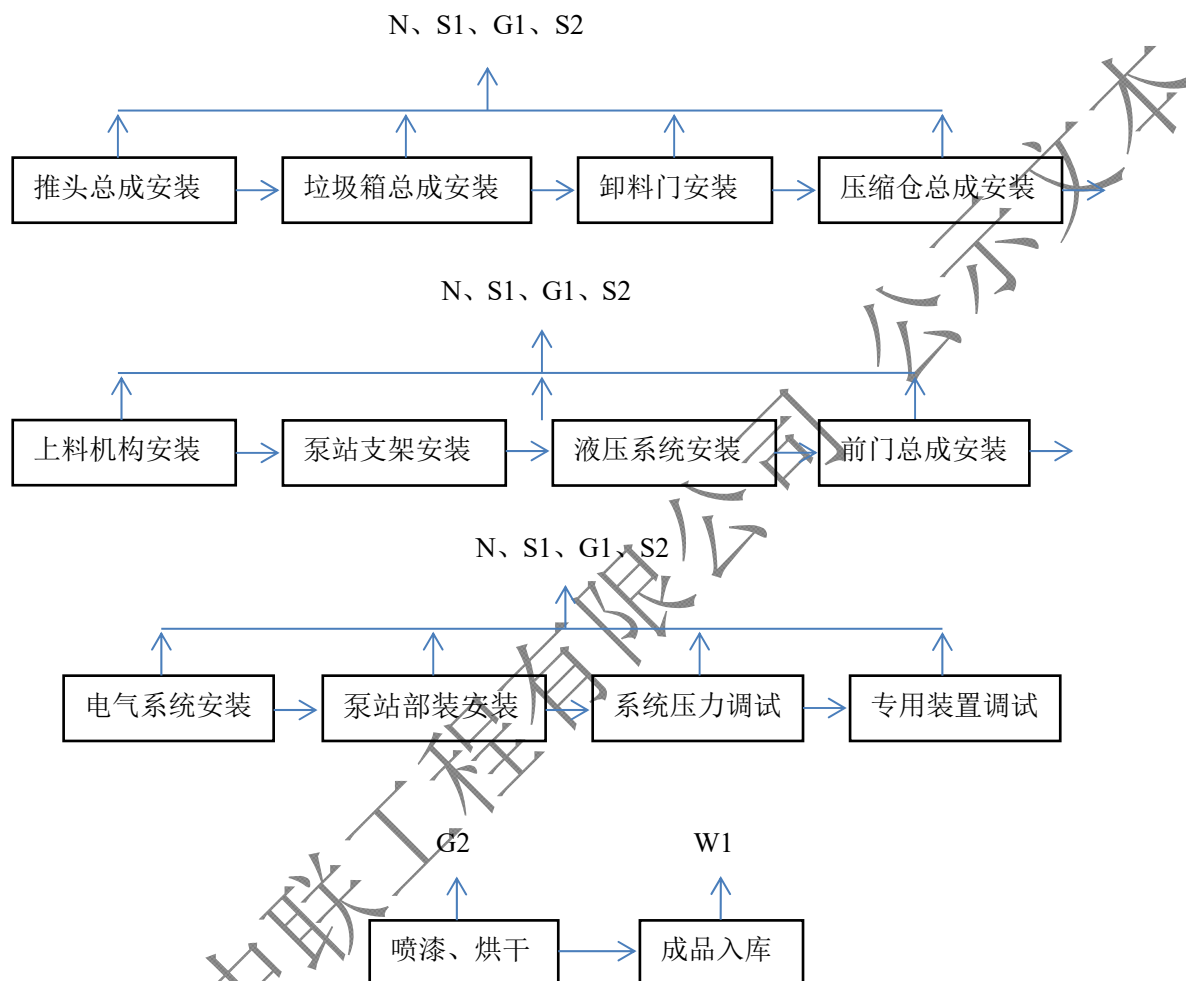 N、S1、G1、S2
推头总成安装 垃圾箱总成安装 卸料门安装 压缩仓总成安装
N、S1、G1、S2
上料机构安装 泵站支架安装 液压系统安装 前门总成安装
N、S1、G1、S2
电气系统安装 泵站部装安装 系统压力调试 专用装置调试
G2 W1
喷漆、烘干 成品入库
中联工程有限公司 公示文本